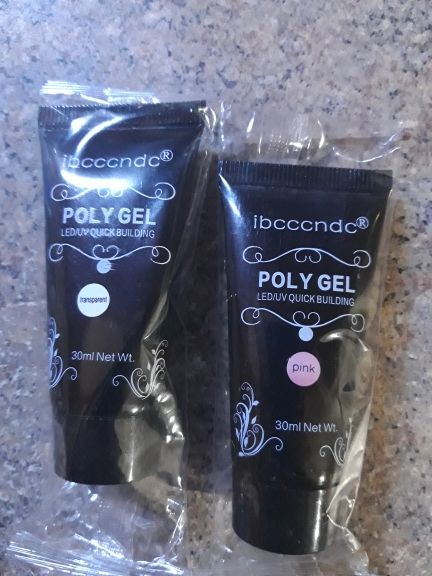 ibcccndc®
POLY GEL
LED/UV QUICK BUILDING
transparent
30ml Net Wt.
ibcccndc®
POLY GEL
LED/UV QUICK BUILDING
pink
30ml Net Wt.